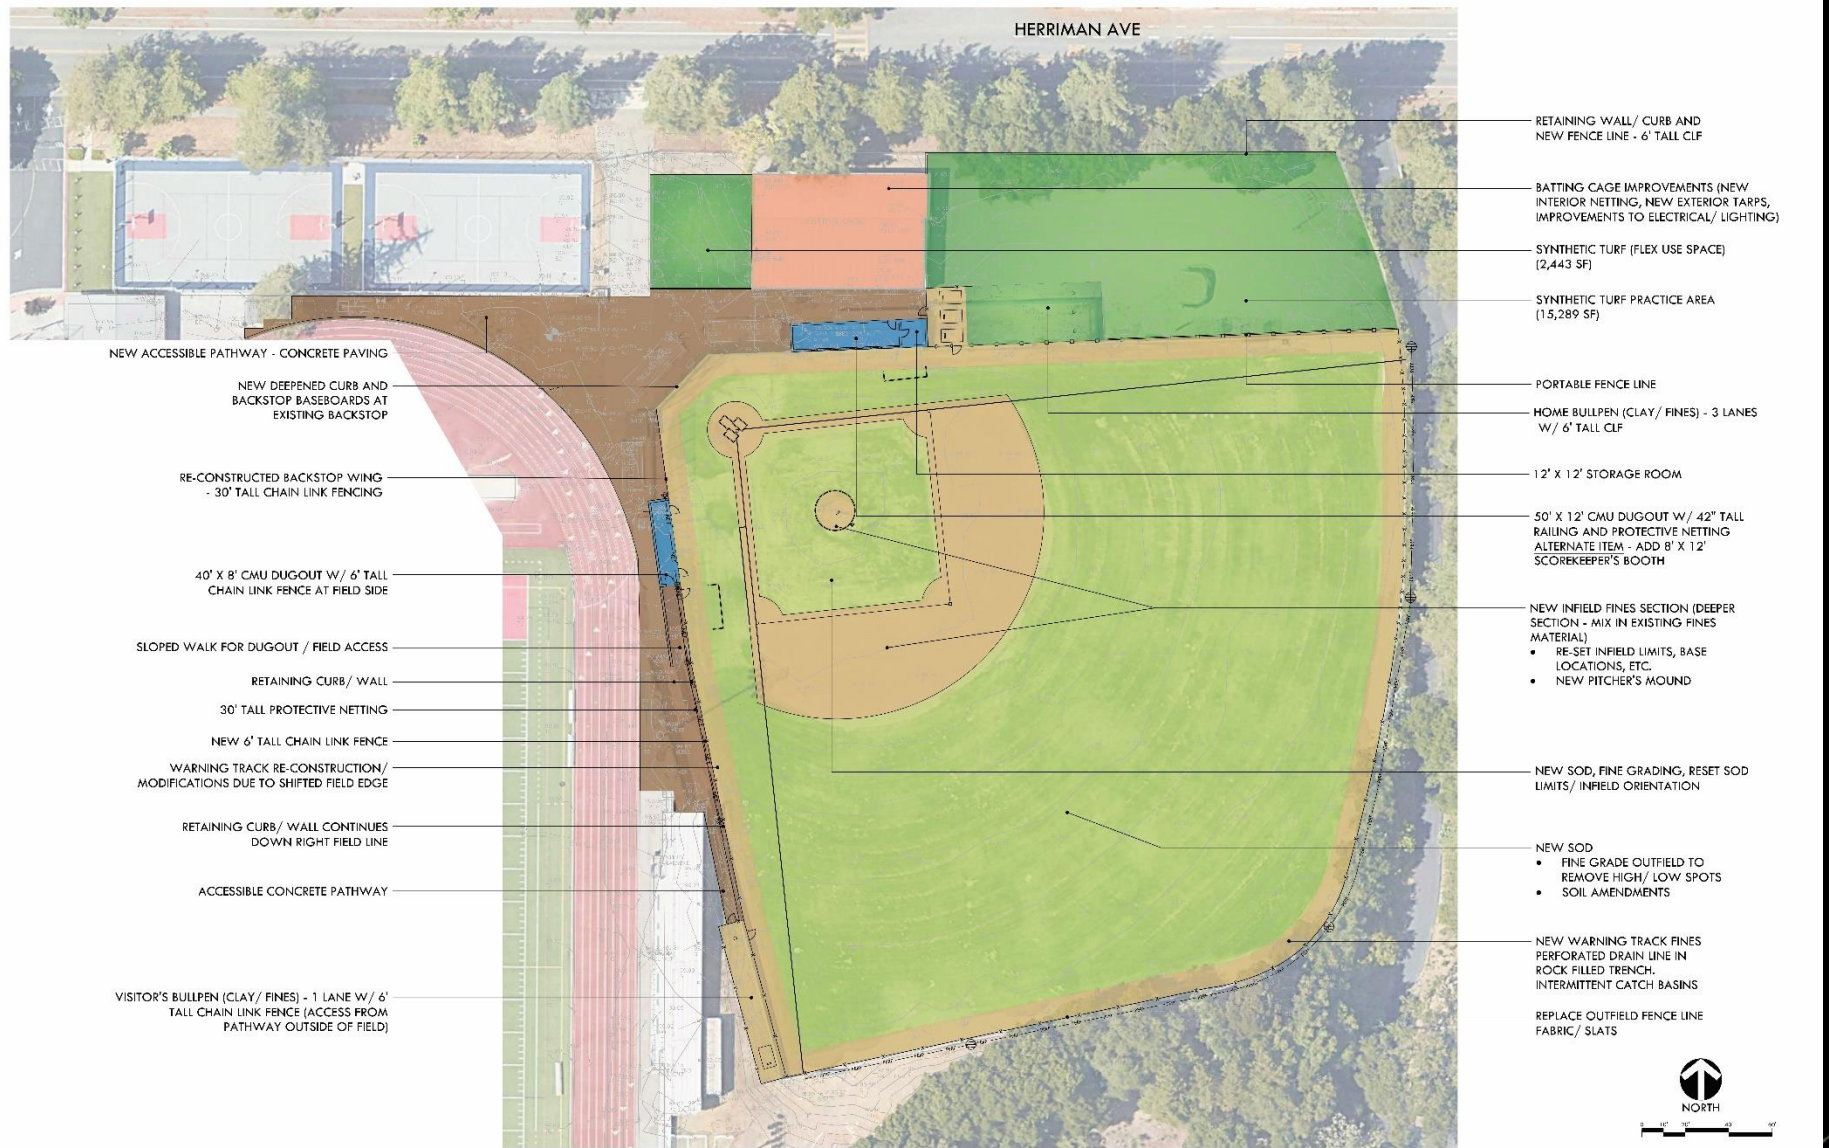 HERRIMAN AVE
RETAINING WALL/ CURB AND
NEW FENCE LINE - 6' TALL CLF
BATTING CAGE IMPROVEMENTS (NEW
INTERIOR NETTING, NEW EXTERIOR TARPS,
IMPROVEMENTS TO ELECTRICAL/ LIGHTING)
SYNTHETIC TURF (FLEX USE SPACE)
(2,443 SF)
SYNTHETIC TURF PRACTICE AREA
(15,289 SF)
PORTABLE FENCE LINE
HOME BULLPEN (CLAY/ FINES) - 3 LANES
W/ 6' TALL CLF
12' X 12' STORAGE ROOM
50' X 12' CMU DUGOUT W/ 42" TALL
RAILING AND PROTECTIVE NETTING
ALTERNATE ITEM - ADD 8' X 12'
SCOREKEEPER'S BOOTH
NEW INFIELD FINES SECTION (DEEPER
SECTION - MIX IN EXISTING FINES
MATERIAL)
• RE-SET INFIELD LIMITS, BASE
LOCATIONS, ETC.
• NEW PITCHER'S MOUND
NEW SOD, FINE GRADING, RESET SOD
LIMITS/ INFIELD ORIENTATION
NEW SOD
• FINE GRADE OUTFIELD TO
REMOVE HIGH/ LOW SPOTS
• SOIL AMENDMENTS
NEW WARNING TRACK FINES
PERFORATED DRAIN LINE IN
ROCK FILLED TRENCH.
INTERMITTENT CATCH BASINS
REPLACE OUTFIELD FENCE LINE
FABRIC/ SLATS
NEW ACCESSIBLE PATHWAY - CONCRETE PAVING
NEW DEEPENED CURB AND
BACKSTOP BASEBOARDS AT
EXISTING BACKSTOP
RE-CONSTRUCTED BACKSTOP WING
- 30' TALL CHAIN LINK FENCING
40' X 8' CMU DUGOUT W/ 6' TALL
CHAIN LINK FENCE AT FIELD SIDE
SLOPED WALK FOR DUGOUT / FIELD ACCESS
RETAINING CURB/ WALL
30' TALL PROTECTIVE NETTING
NEW 6' TALL CHAIN LINK FENCE
WARNING TRACK RE-CONSTRUCTION/
MODIFICATIONS DUE TO SHIFTED FIELD EDGE
RETAINING CURB/ WALL CONTINUES
DOWN RIGHT FIELD LINE
ACCESSIBLE CONCRETE PATHWAY
VISITOR'S BULLPEN (CLAY/ FINES) - 1 LANE W/ 6'
TALL CHAIN LINK FENCE (ACCESS FROM
PATHWAY OUTSIDE OF FIELD)
NORTH